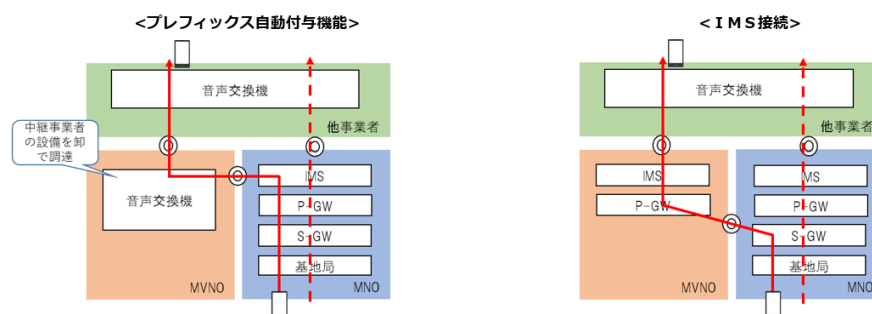 <プレフィックス自動付与機能>
音声交換機
他事業者
中継事業者
の設備を卸
で調達
音声交換機
MVNO
IMS
P-GW
S-GW
基地局
MNO
<ＩＭＳ接続>
音声交換機
他事業者
IMS
P-GW
MVNO
IMS
P-GW
S-GW
基地局
MNO